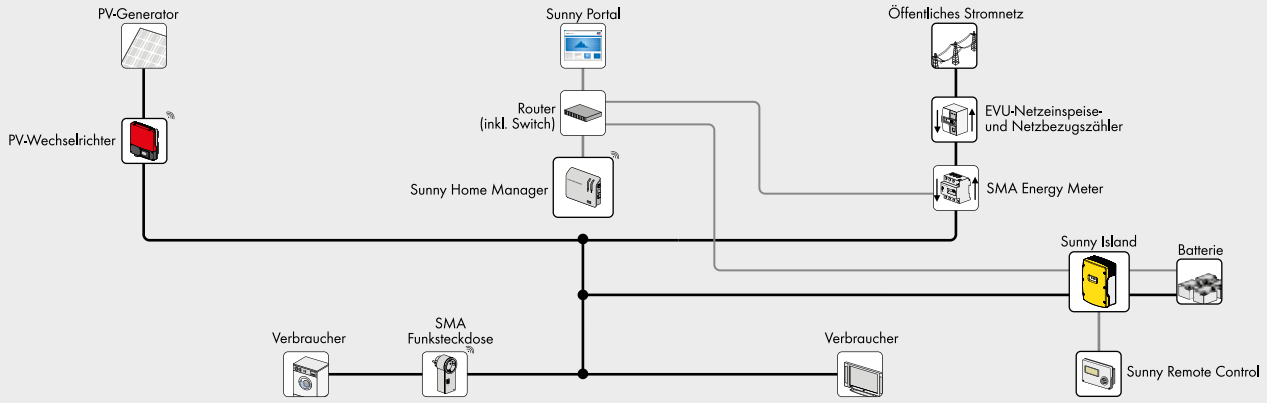 PV-Generator
Sunny Portal
Öffentliches Stromnetz
PV-Wechselrichter
Router
(inkl. Switch)
EVU-Netzeinspeise-
und Netzbezugszähler
Sunny Home Manager
SMA Energy Meter
Sunny Island
Batterie
Verbraucher
SMA
Funksteckdose
Verbraucher
Sunny Remote Control